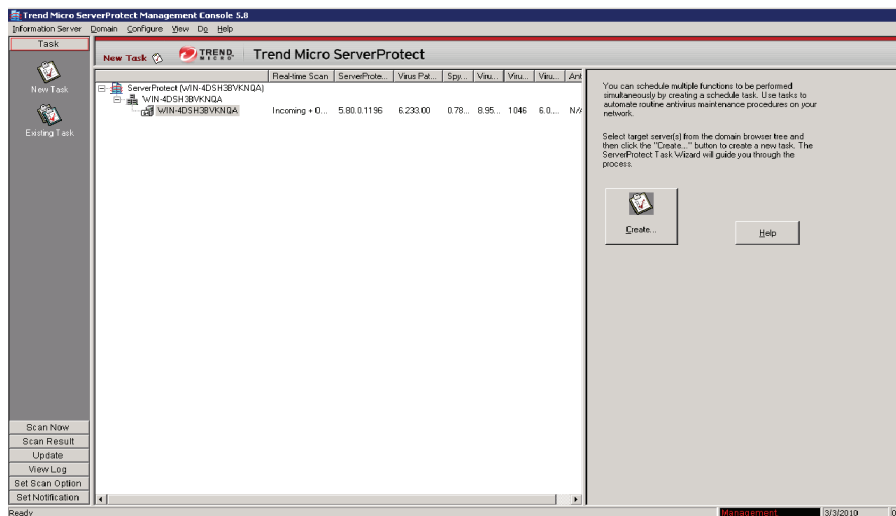 Trend Micro ServerProtect Management Console 5.8
Information Server Domain Configure View Do Help
Task
New Task
Existing Task
Scan Now
Scan Result
Update
View Log
Set Scan Option
Set Notification
New Task TREND MICRO Trend Micro ServerProtect
Real-time Scan ServerProte... Virus Pat... Spy... Viru... Viru... Viru... Ant
ServerProtect (WIN-4DSH3BVKNQA)
WIN-4DSH3BVKNQA
WIN-4DSH3BVKNQA Incoming + O... 5.80.0.1196 6.233.00 0.78... 8.95... 1046 6.0.... N/A
You can schedule multiple functions to be performed
simultaneously by creating a schedule task. Use tasks to
automate routine antivirus maintenance procedures on your
network.
Select target server(s) from the domain browser tree and
then click the "Create..." button to create a new task. The
ServerProtect Task Wizard will guide you through the
process.
Create...
Help
Ready
Management 3/3/2010